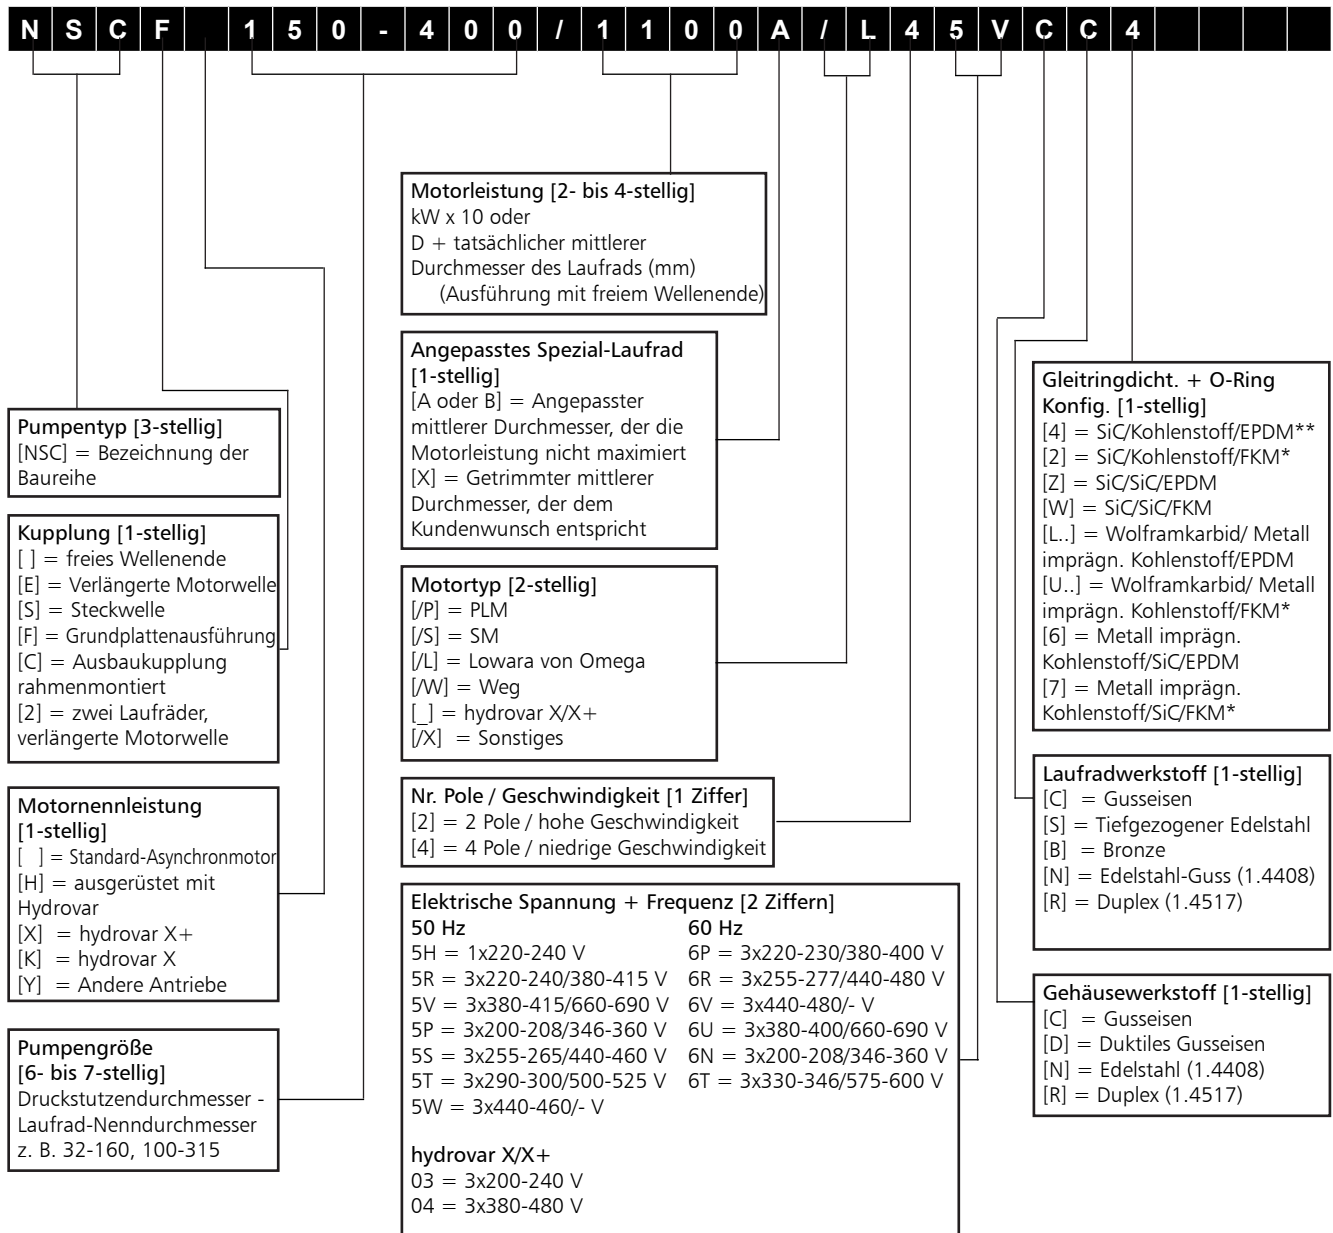 NSCF 150-400/1100A/L45VCC4
Motorleistung [2- bis 4-stellig]
kW x 10 oder
D + tatsächlicher mittlerer
Durchmesser des Laufrads (mm)
(Ausführung mit freiem Wellenende)
Angepasstes Spezial-Laufrad
[1-stellig]
[A oder B] = Angepasster
mittlerer Durchmesser, der die
Motorleistung nicht maximiert
[X] = Getrimmter mittlerer
Durchmesser, der dem
Kundenwunsch entspricht
Pumpentyp [3-stellig]
[NSC] = Bezeichnung der
Baureihe
Kupplung [1-stellig]
[ ] = freies Wellenende
[E] = Verlängerte Motorwelle
[S] = Steckwelle
[F] = Grundplattenausführung
[C] = Ausbaukupplung
rahmenmontiert
[2] = zwei Laufräder,
verlängerte Motorwelle
Motortyp [2-stellig]
[/P] = PLM
[/S] = SM
[/L] = Lowara von Omega
[/W] = Weg
[_] = hydrovar X/X+
[/X] = Sonstiges
Gleitringdicht. + O-Ring
Konfig. [1-stellig]
[4] = SiC/Kohlenstoff/EPDM**
[2] = SiC/Kohlenstoff/FKM*
[Z] = SiC/SiC/EPDM
[W] = SiC/SiC/FKM
[L..] = Wolframkarbid/ Metall
imprägn. Kohlenstoff/EPDM
[U..] = Wolframkarbid/ Metall
imprägn. Kohlenstoff/FKM*
[6] = Metall imprägn.
Kohlenstoff/SiC/EPDM
[7] = Metall imprägn.
Kohlenstoff/SiC/FKM*
Motornennleistung
[1-stellig]
[ ] = Standard-Asynchronmotor
[H] = ausgerüstet mit
Hydrovar
[X] = hydrovar X+
[K] = hydrovar X
[Y] = Andere Antriebe
Nr. Pole / Geschwindigkeit [1 Ziffer]
[2] = 2 Pole / hohe Geschwindigkeit
[4] = 4 Pole / niedrige Geschwindigkeit
Laufradwerkstoff [1-stellig]
[C] = Gusseisen
[S] = Tiefgezogener Edelstahl
[B] = Bronze
[N] = Edelstahl-Guss (1.4408)
[R] = Duplex (1.4517)
Elektrische Spannung + Frequenz [2 Ziffern]
50 Hz 60 Hz
5H = 1x220-240 V 6P = 3x220-230/380-400 V
5R = 3x220-240/380-415 V 6R = 3x255-277/440-480 V
5V = 3x380-415/660-690 V 6V = 3x440-480/- V
5P = 3x200-208/346-360 V 6U = 3x380-400/660-690 V
5S = 3x255-265/440-460 V 6N = 3x200-208/346-360 V
5T = 3x290-300/500-525 V 6T = 3x330-346/575-600 V
5W = 3x440-460/- V
hydrovar X/X+
03 = 3x200-240 V
04 = 3x380-480 V
Gehäusewerkstoff [1-stellig]
[C] = Gusseisen
[D] = Duktiles Gusseisen
[N] = Edelstahl (1.4408)
[R] = Duplex (1.4517)
Pumpengröße
[6- bis 7-stellig]
Druckstutzendurchmesser -
Laufrad-Nenndurchmesser
z. B. 32-160, 100-315